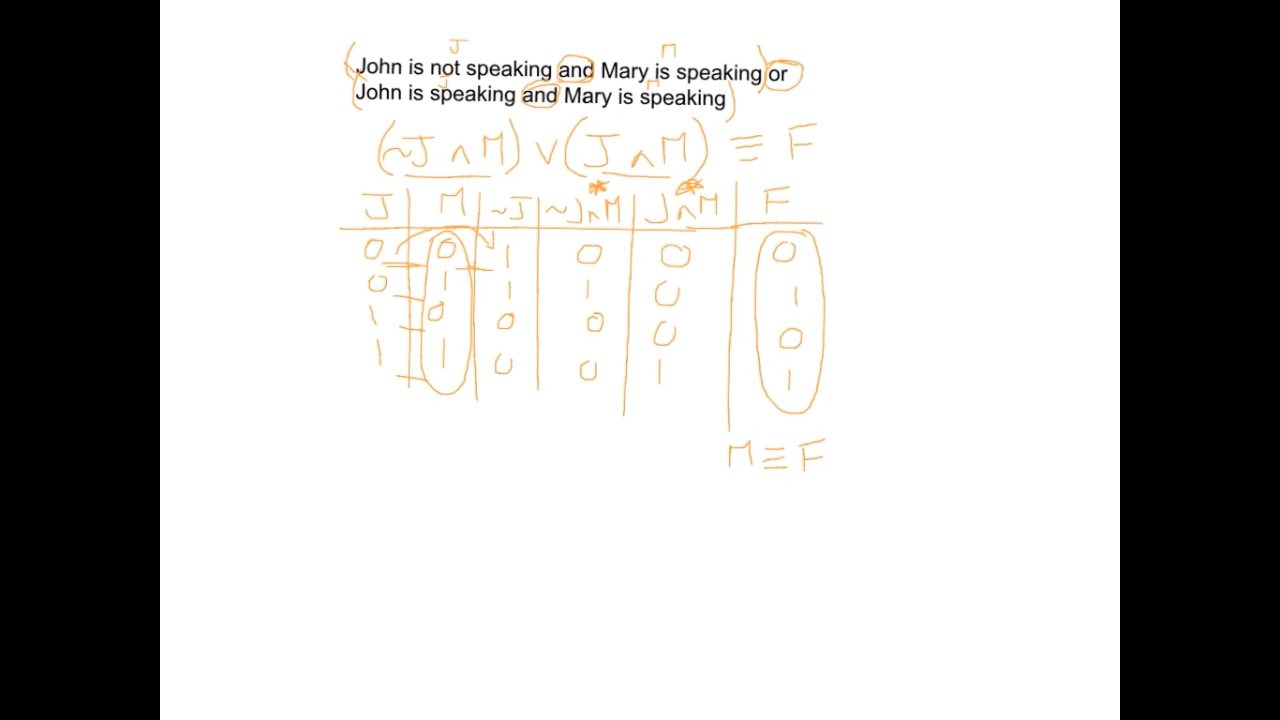 J M
John is not speaking and Mary is speaking or
J M
John is speaking and Mary is speaking
(~J ∧ M) ∨ (J ∧ M) ≡ F
* *
J M ~J ~J∧M J∧M F
0 0 1 0 0 0
0 1 1 1 0 1
1 0 0 0 0 0
1 1 0 0 1 1
M ≡ F